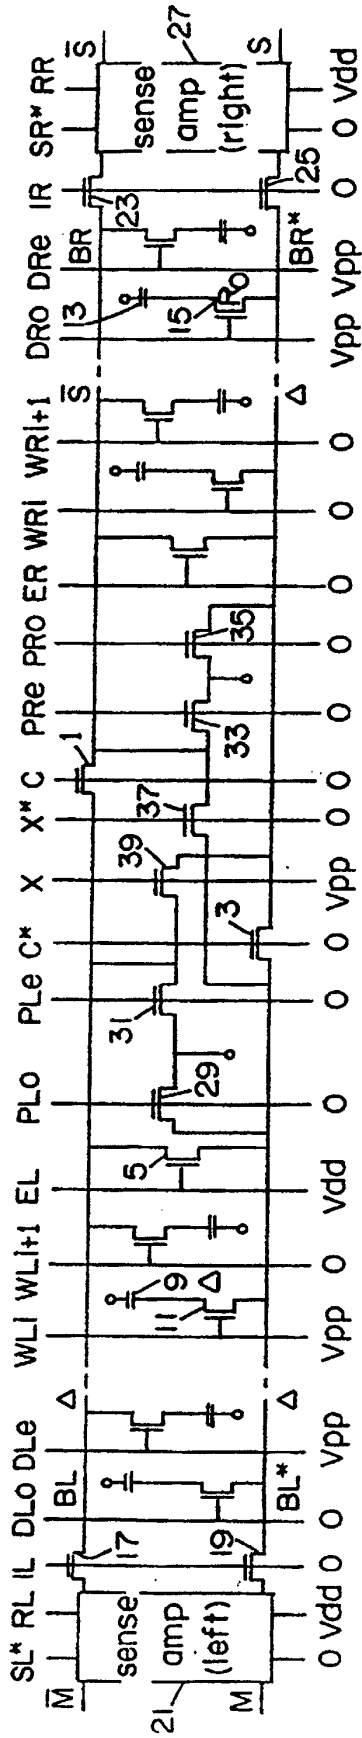 SL* RL IL DLO DLe WLi WLi+1 EL PLO PLe C* X X* C PRe PRO ER WRi WRi+1 DRO DRe IR SR* RR
M̅ BL Δ S̅ BR S̅
17 1 23 27
sense amp (left)
9 Δ
11
5
29
31
39
37
33
35
13
15 R0
sense amp (right)
21 M 19 BL* Δ 3 Δ BR* 25 S
0 Vdd 0 0 Vpp Vpp 0 Vdd 0 0 0 Vpp 0 0 0 0 0 0 0 Vpp Vpp 0 0 Vdd